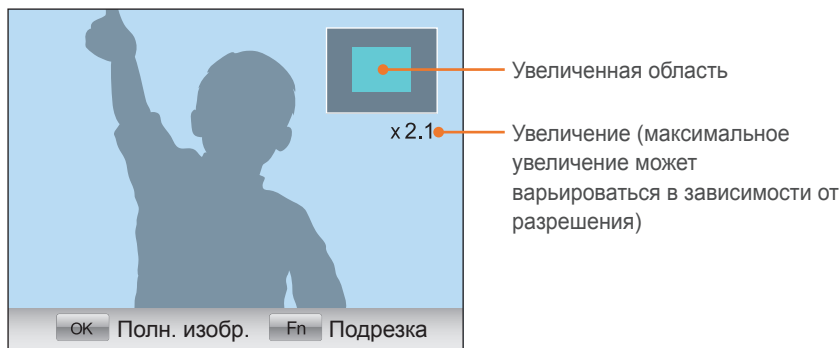 Увеличенная область
x 2.1
Увеличение (максимальное
увеличение может
варьироваться в зависимости от
разрешения)
OK Полн. изобр. Fn Подрезка